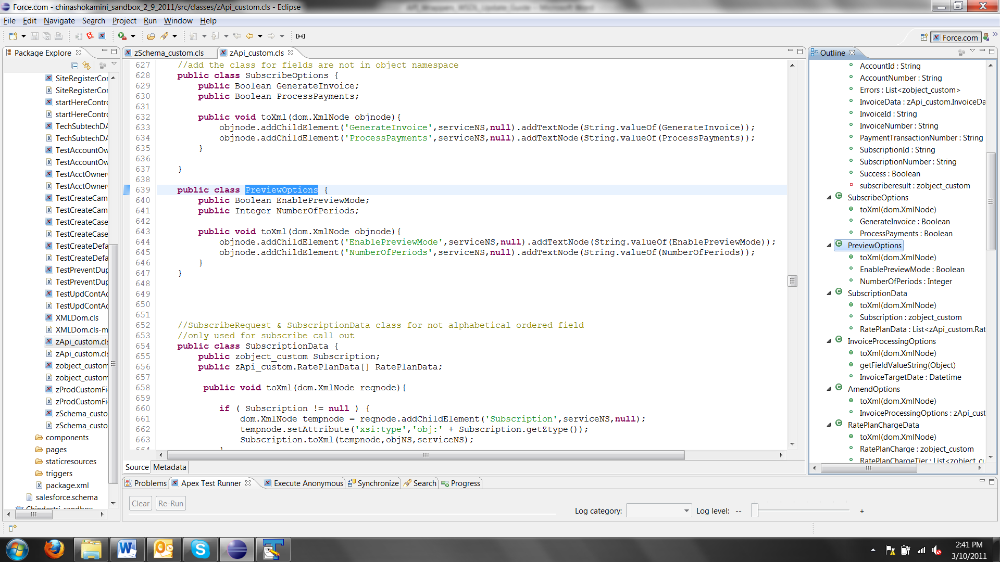 Force.com - chinashokamini_sandbox_2_9_2011/src/classes/zApi_custom.cls - Eclipse
File Edit Navigate Search Project Run Window Help
Force.com
Package Explore
SiteRegisterCor
SiteRegisterCor
startHereContro
startHereContro
TechSubtechDA
TechSubtechDA
TestAccountOw
TestAccountOw
TestAcctOwner
TestAcctOwner
TestCreateCam
TestCreateCam
TestCreateCase
TestCreateCase
TestCreateDefa
TestCreateDefa
TestPreventDup
TestPreventDup
TestUpdContAc
TestUpdContAc
XMLDom.cls
XMLDom.cls-m
zApi_custom.cls
zApi_custom.cls
zobject_custom
zobject_custom
zProdCustomFi
zProdCustomFi
zSchema_custo
zSchema_custo
components
pages
staticresources
triggers
package.xml
salesforce.schema
Chindestri-sandbox
zSchema_custom.cls zApi_custom.cls
627 //add the class for fields are not in object namespace
628 public class SubscribeOptions {
629 public Boolean GenerateInvoice;
630 public Boolean ProcessPayments;
631
632 public void toXml(dom.XmlNode objnode){
633 objnode.addChildElement('GenerateInvoice',serviceNS,null).addTextNode(String.valueOf(GenerateInvoice));
634 objnode.addChildElement('ProcessPayments',serviceNS,null).addTextNode(String.valueOf(ProcessPayments));
635 }
636
637 }
638
639 public class PreviewOptions {
640 public Boolean EnablePreviewMode;
641 public Integer NumberOfPeriods;
642
643 public void toXml(dom.XmlNode objnode){
644 objnode.addChildElement('EnablePreviewMode',serviceNS,null).addTextNode(String.valueOf(EnablePreviewMode));
645 objnode.addChildElement('NumberOfPeriods',serviceNS,null).addTextNode(String.valueOf(NumberOfPeriods));
646 }
647 }
648
649
650
651
652 //SubscribeRequest & SubscriptionData class for not alphabetical ordered field
653 //only used for subscribe call out
654 public class SubscriptionData {
655 public zobject_custom Subscription;
656 public zApi_custom.RatePlanData[] RatePlanData;
657
658 public void toXml(dom.XmlNode reqnode){
659
660 if ( Subscription != null ) {
661 dom.XmlNode tempnode = reqnode.addChildElement('Subscription',serviceNS,null);
662 tempnode.setAttribute('xsi:type','obj:' + Subscription.getZtype());
663 Subscription.toXml(tempnode,objNS,serviceNS);
664 }
Source Metadata
Outline
AccountId : String
AccountNumber : String
Errors : List<zobject_custom>
InvoiceData : zApi_custom.InvoiceDa
InvoiceId : String
InvoiceNumber : String
PaymentTransactionNumber : String
SubscriptionId : String
SubscriptionNumber : String
Success : Boolean
subscriberesult : zobject_custom
SubscribeOptions
toXml(dom.XmlNode)
GenerateInvoice : Boolean
ProcessPayments : Boolean
PreviewOptions
toXml(dom.XmlNode)
EnablePreviewMode : Boolean
NumberOfPeriods : Integer
SubscriptionData
toXml(dom.XmlNode)
Subscription : zobject_custom
RatePlanData : List<zApi_custom.Rat
InvoiceProcessingOptions
toXml(dom.XmlNode)
getFieldValueString(Object)
InvoiceTargetDate : Datetime
AmendOptions
toXml(dom.XmlNode)
InvoiceProcessingOptions : zApi_cust
RatePlanChargeData
toXml(dom.XmlNode)
RatePlanCharge : zobject_custom
RatePlanChargeTier : List<zobject_cu
Problems Apex Test Runner Execute Anonymous Synchronize Search Progress
Clear Re-Run
Log category: Log level: -- +
2:41 PM
3/10/2011